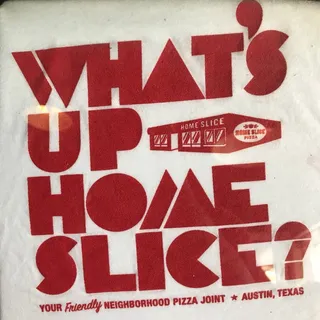 WHAT'S
UP
HOME SLICE
HOME SLICE
PIZZA
HOME
SLICE?
YOUR Friendly NEIGHBORHOOD PIZZA JOINT * AUSTIN, TEXAS